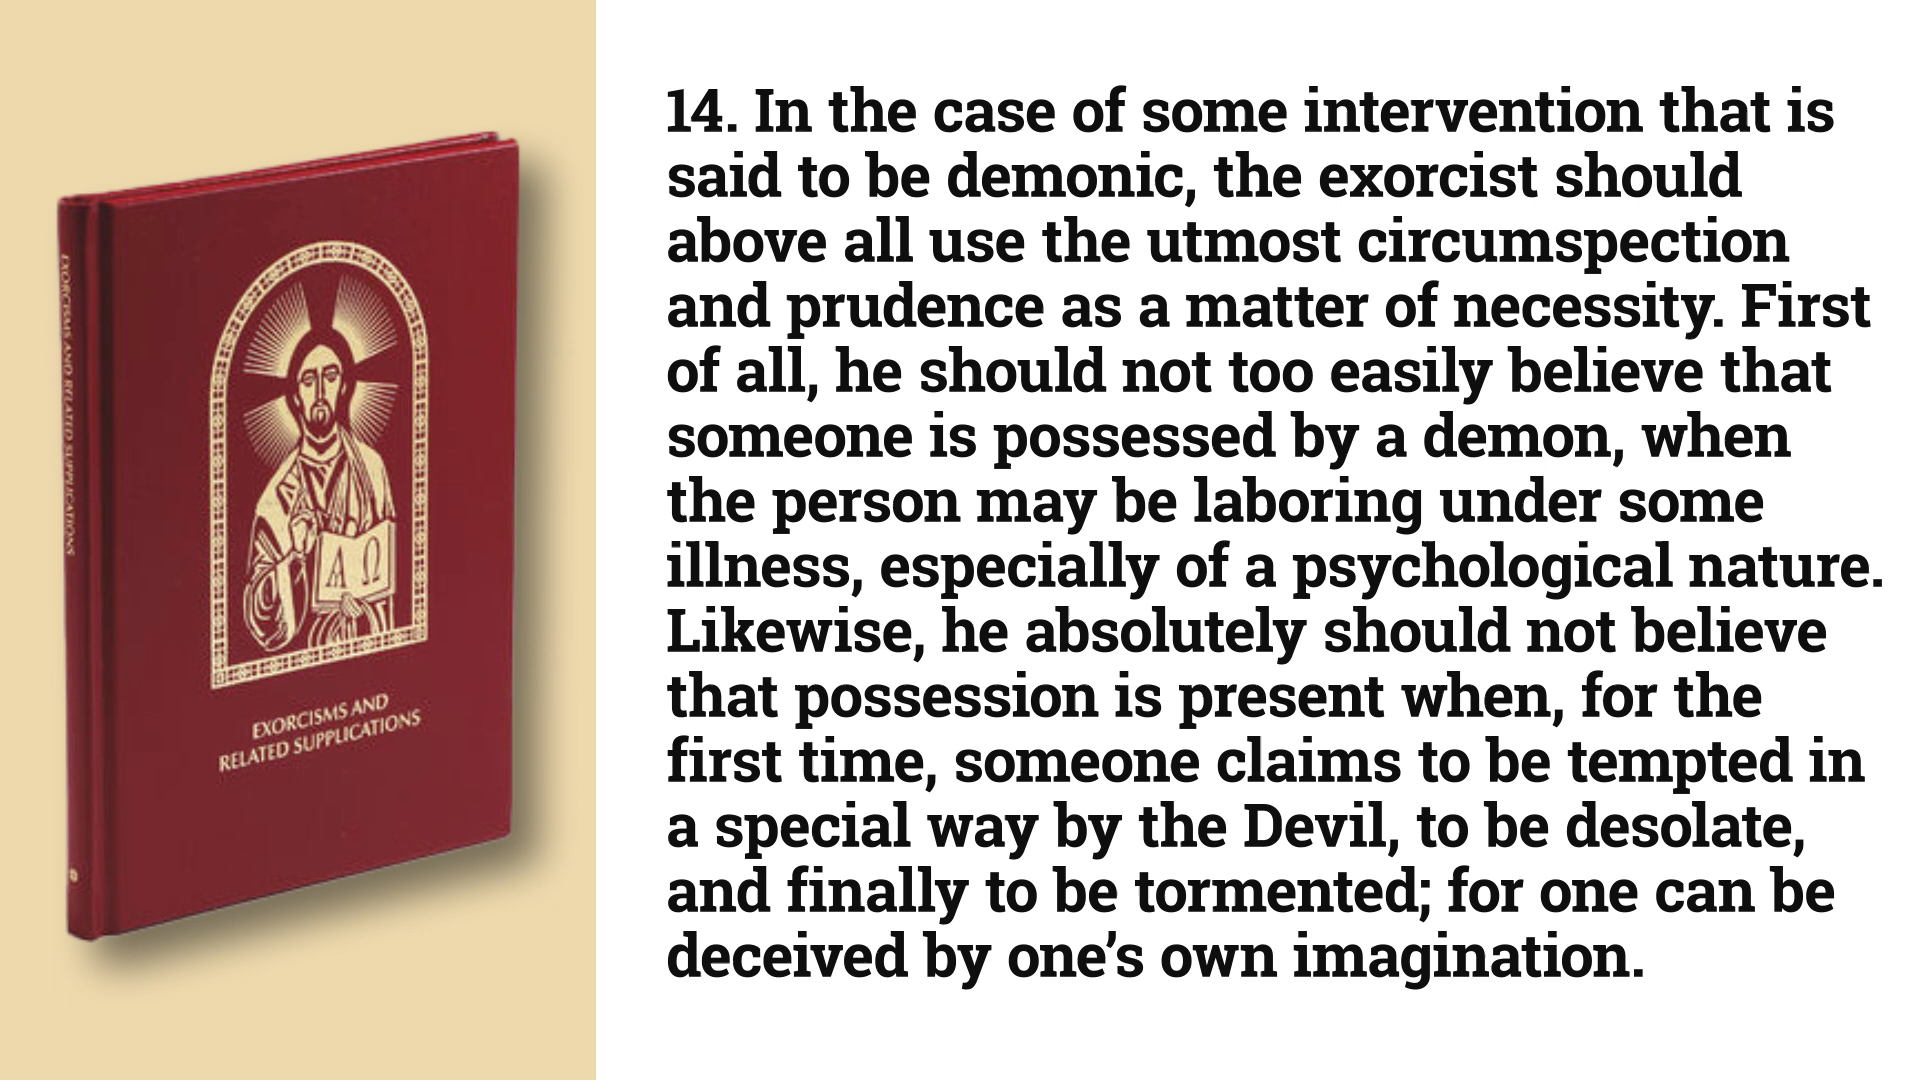 EXORCISMS AND RELATED SUPPLICATIONS
A Ω
EXORCISMS AND
RELATED SUPPLICATIONS
14. In the case of some intervention that is
said to be demonic, the exorcist should
above all use the utmost circumspection
and prudence as a matter of necessity. First
of all, he should not too easily believe that
someone is possessed by a demon, when
the person may be laboring under some
illness, especially of a psychological nature.
Likewise, he absolutely should not believe
that possession is present when, for the
first time, someone claims to be tempted in
a special way by the Devil, to be desolate,
and finally to be tormented; for one can be
deceived by one’s own imagination.